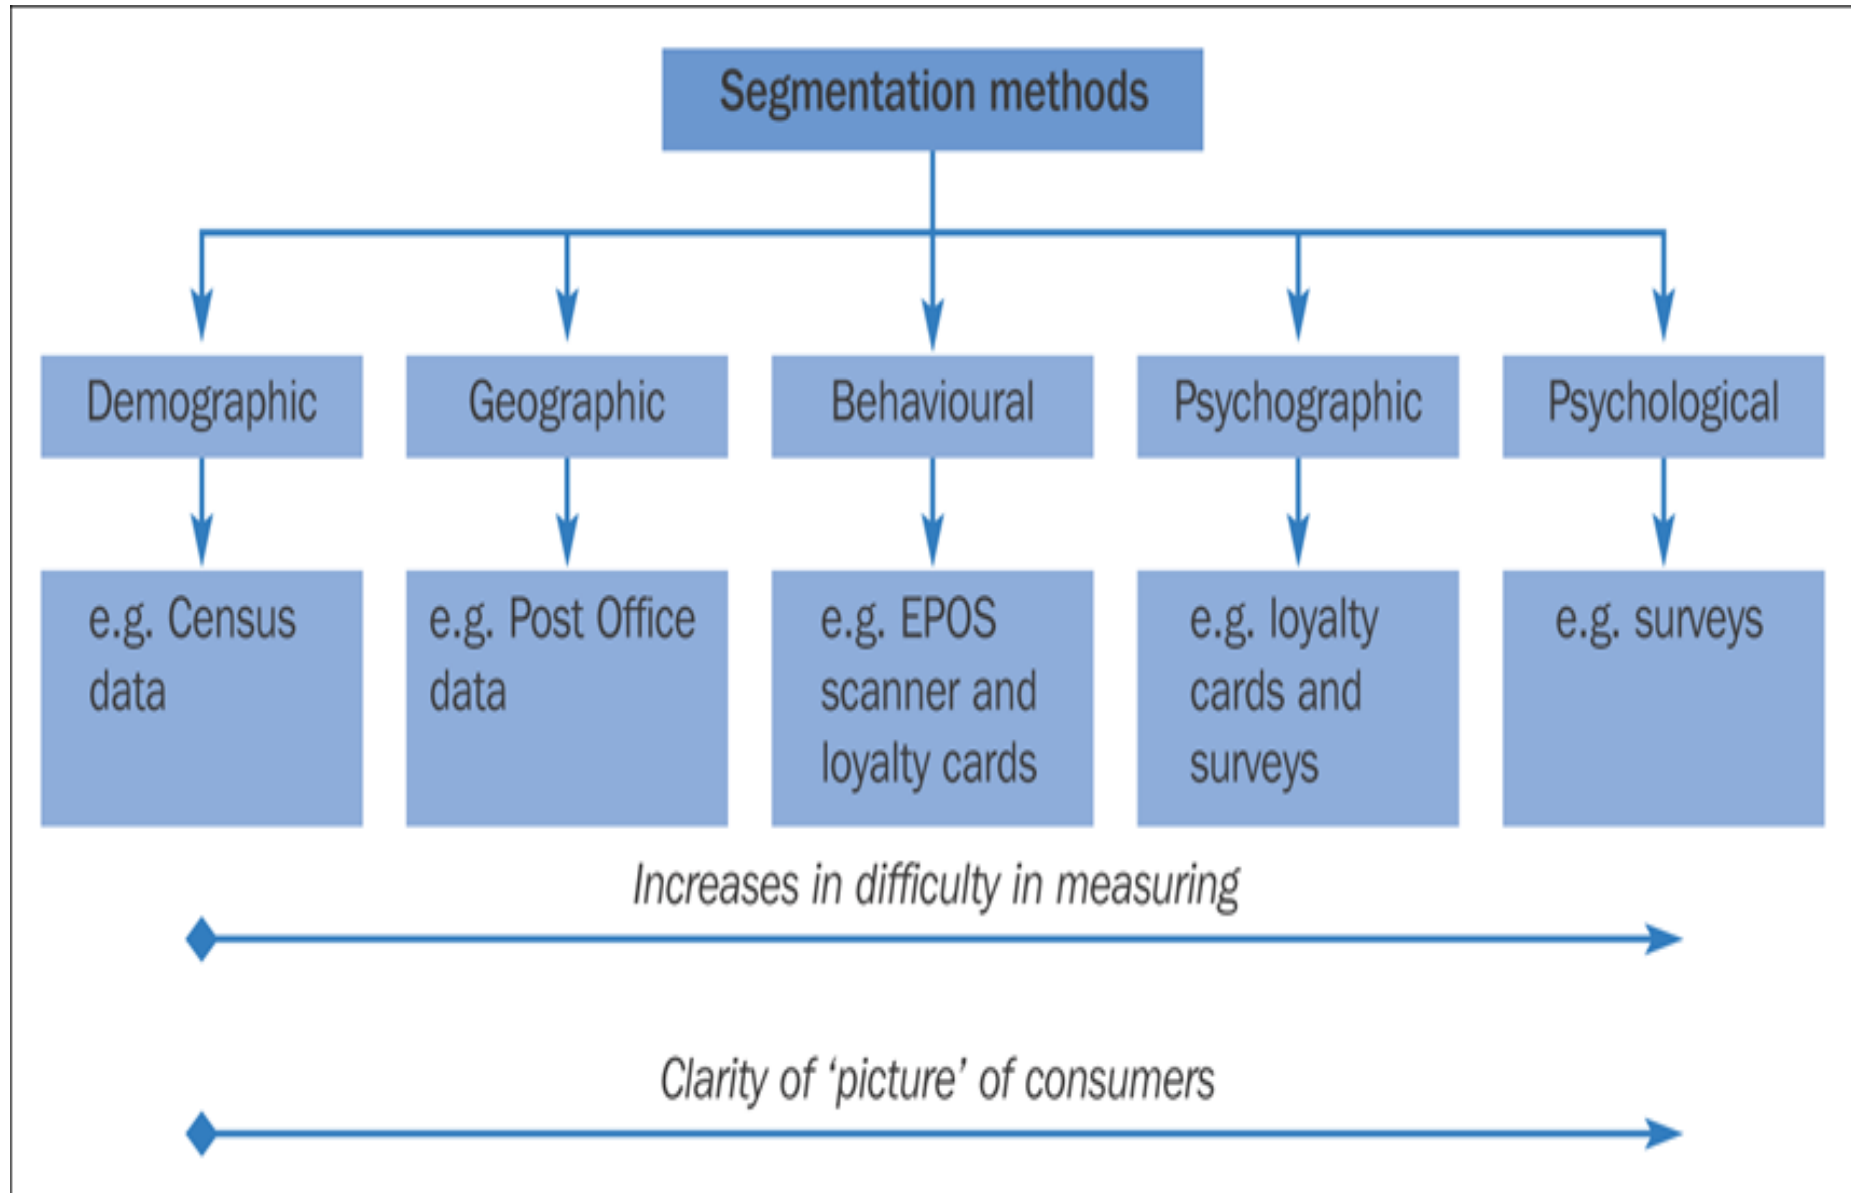 Segmentation methods
Demographic
Geographic
Behavioural
Psychographic
Psychological
e.g. Census
data
e.g. Post Office
data
e.g. EPOS
scanner and
loyalty cards
e.g. loyalty
cards and
surveys
e.g. surveys
Increases in difficulty in measuring
Clarity of ‘picture’ of consumers